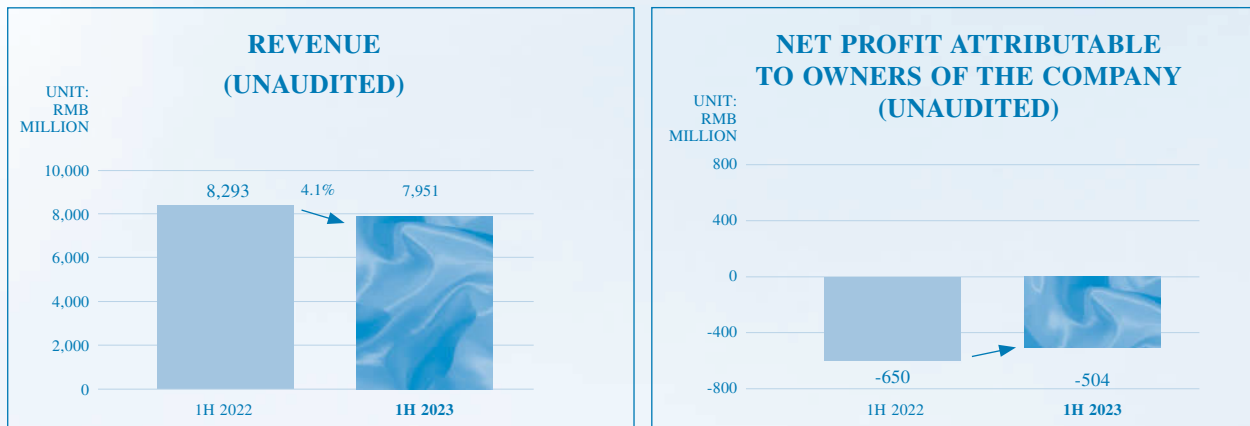 REVENUE
(UNAUDITED)
UNIT:
RMB
MILLION
10,000
8,000
6,000
4,000
2,000
0
8,293
4.1%
7,951
1H 2022
1H 2023
NET PROFIT ATTRIBUTABLE
TO OWNERS OF THE COMPANY
(UNAUDITED)
UNIT:
RMB
MILLION
800
400
0
-400
-800
-650
-504
1H 2022
1H 2023